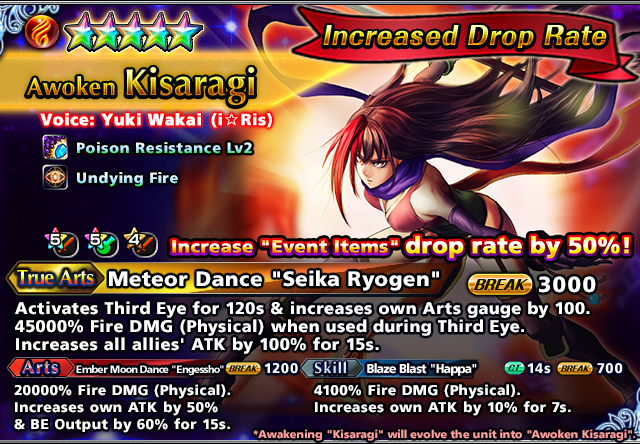 Increased Drop Rate
Awoken Kisaragi
Voice: Yuki Wakai (i☆Ris)
Poison Resistance Lv2
Undying Fire
5 5 4
Increase "Event Items" drop rate by 50%!
True Arts Meteor Dance "Seika Ryogen" BREAK 3000
Activates Third Eye for 120s & increases own Arts gauge by 100.
45000% Fire DMG (Physical) when used during Third Eye.
Increases all allies' ATK by 100% for 15s.
Arts Ember Moon Dance "Engessho" BREAK 1200 Skill Blaze Blast "Happa" CT 14s BREAK 700
20000% Fire DMG (Physical).
Increases own ATK by 50%
& BE Output by 60% for 15s.
4100% Fire DMG (Physical).
Increases own ATK by 10% for 7s.
*Awakening "Kisaragi" will evolve the unit into "Awoken Kisaragi".